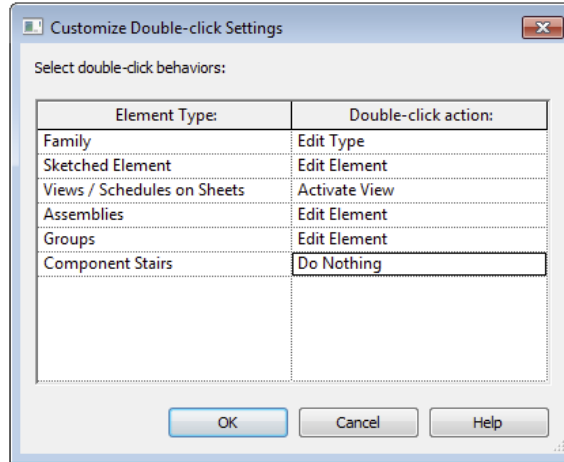 Customize Double-click Settings
Select double-click behaviors:
Element Type: Double-click action:
Family Edit Type
Sketched Element Edit Element
Views / Schedules on Sheets Activate View
Assemblies Edit Element
Groups Edit Element
Component Stairs Do Nothing
OK Cancel Help